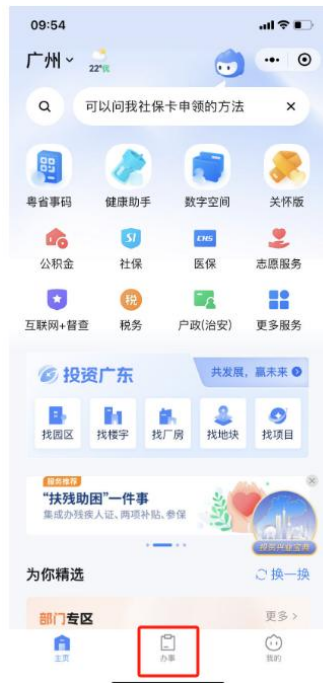 09:54
广州
22°优
可以问我社保卡申领的方法
粤省事码 健康助手 数字空间 关怀版
公积金 社保 医保 志愿服务
互联网+督查 税务 户政(治安) 更多服务
投资广东 共发展，赢未来
找园区 找楼宇 找厂房 找地块 找项目
服务推荐
“扶残助困”一件事
集成办残疾人证、两项补贴、参保
为你精选 换一换
部门专区 更多
主页 办事 我的